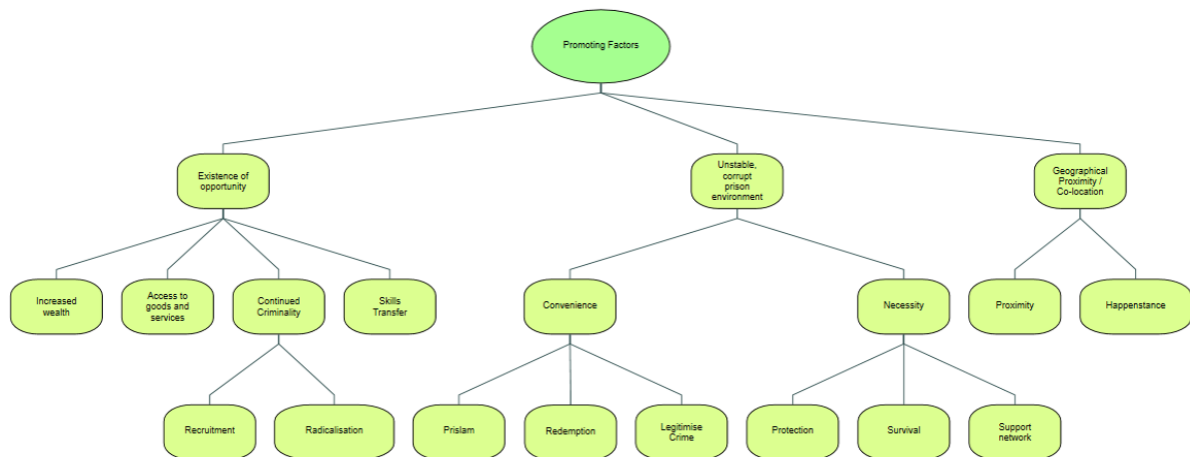 Promoting Factors
Existence of
opportunity
Unstable,
corrupt
prison
environment
Geographical
Proximity /
Co-location
Increased
wealth
Access to
goods and
services
Continued
Criminality
Skills
Transfer
Convenience
Necessity
Proximity
Happenstance
Recruitment
Radicalisation
Prislam
Redemption
Legitimise
Crime
Protection
Survival
Support
network